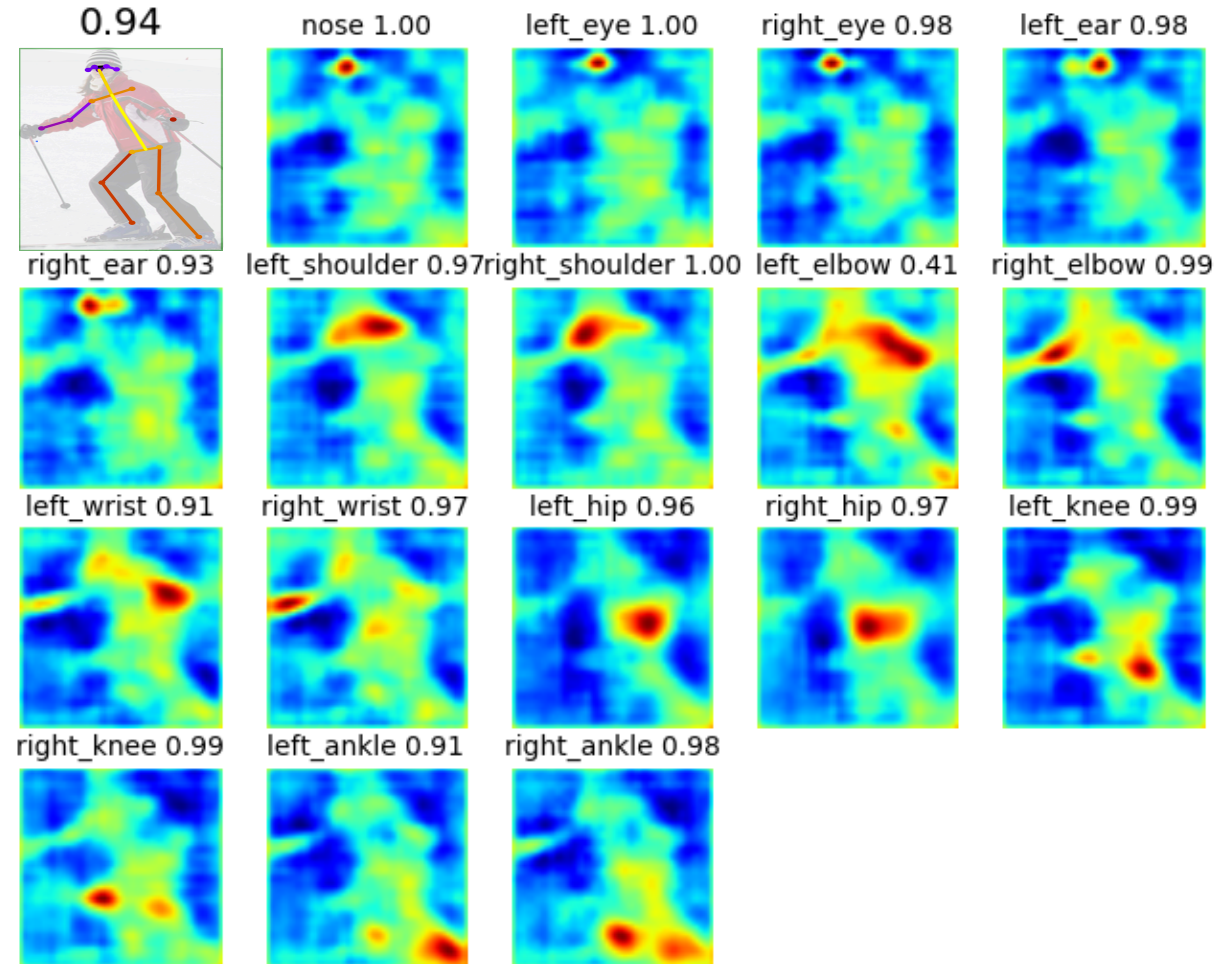 0.94
nose 1.00
left_eye 1.00
right_eye 0.98
left_ear 0.98
right_ear 0.93
left_shoulder 0.97
right_shoulder 1.00
left_elbow 0.41
right_elbow 0.99
left_wrist 0.91
right_wrist 0.97
left_hip 0.96
right_hip 0.97
left_knee 0.99
right_knee 0.99
left_ankle 0.91
right_ankle 0.98